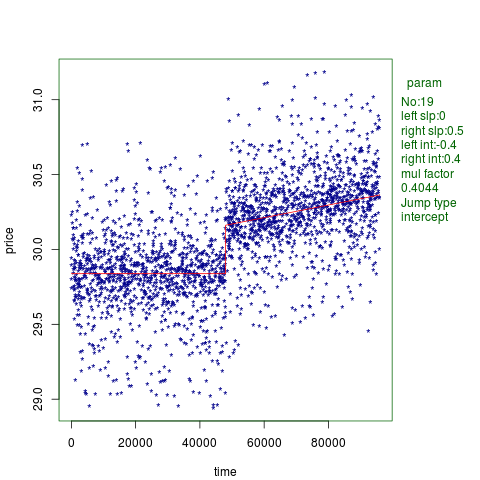 param
No:19
left slp:0
right slp:0.5
left int:-0.4
right int:0.4
mul factor
0.4044
Jump type
intercept
31.0
30.5
30.0
29.5
29.0
price
0 20000 40000 60000 80000
time